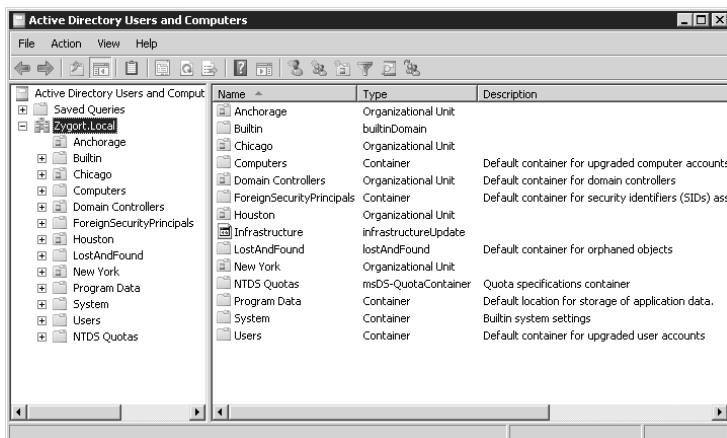 Active Directory Users and Computers
File Action View Help
Active Directory Users and Comput
Saved Queries
Zygort.Local
Anchorage
Builtin
Chicago
Computers
Domain Controllers
ForeignSecurityPrincipals
Houston
LostAndFound
New York
Program Data
System
Users
NTDS Quotas
Name Type Description
Anchorage Organizational Unit
Builtin builtinDomain
Chicago Organizational Unit
Computers Container Default container for upgraded computer accounts
Domain Controllers Organizational Unit Default container for domain controllers
ForeignSecurityPrincipals Container Default container for security identifiers (SIDs) ass
Houston Organizational Unit
Infrastructure infrastructureUpdate
LostAndFound lostAndFound Default container for orphaned objects
New York Organizational Unit
NTDS Quotas msDS-QuotaContainer Quota specifications container
Program Data Container Default location for storage of application data.
System Container Builtin system settings
Users Container Default container for upgraded user accounts